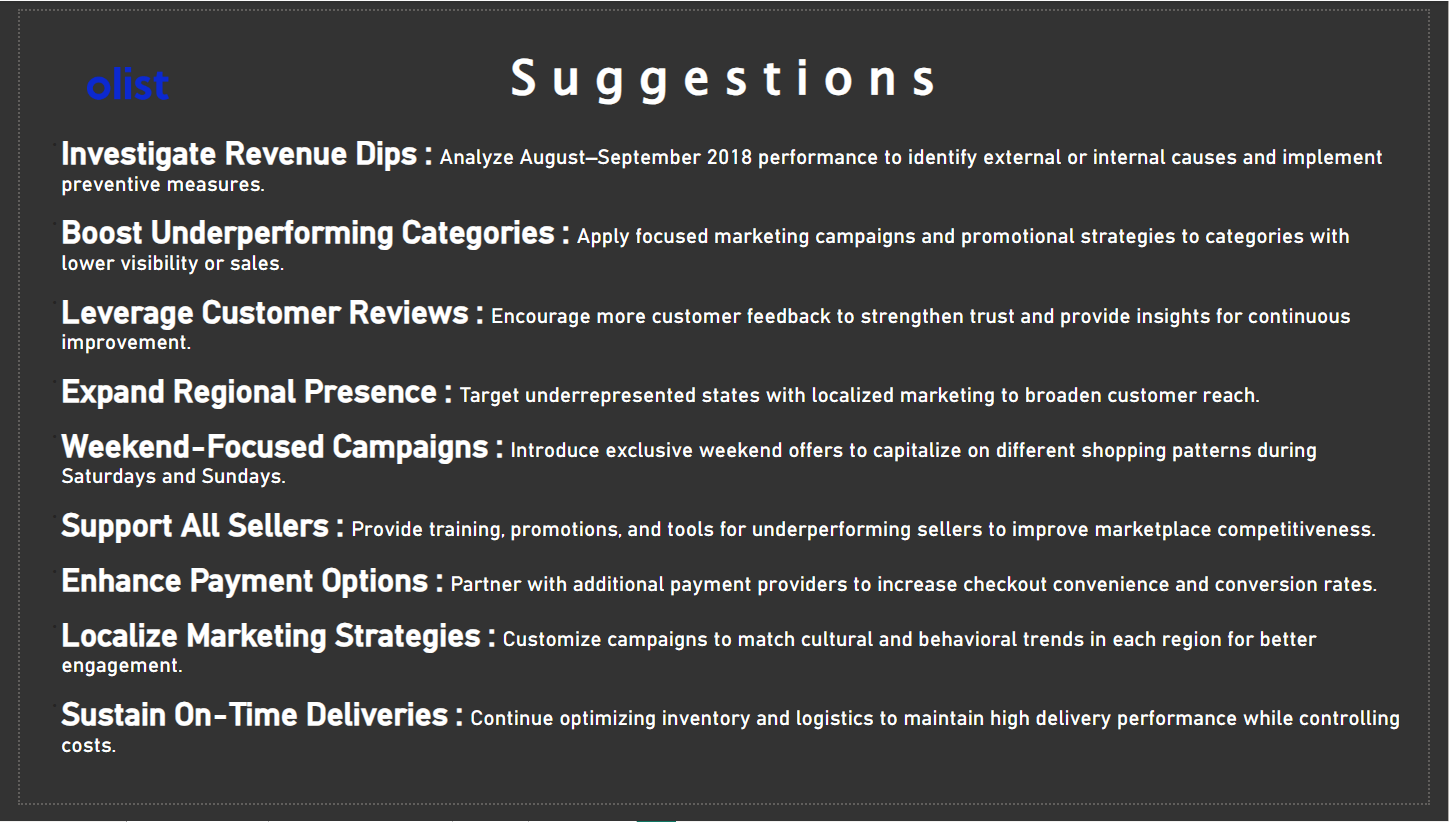 olist
Suggestions
Investigate Revenue Dips : Analyze August–September 2018 performance to identify external or internal causes and implement
preventive measures.
Boost Underperforming Categories : Apply focused marketing campaigns and promotional strategies to categories with
lower visibility or sales.
Leverage Customer Reviews : Encourage more customer feedback to strengthen trust and provide insights for continuous
improvement.
Expand Regional Presence : Target underrepresented states with localized marketing to broaden customer reach.
Weekend-Focused Campaigns : Introduce exclusive weekend offers to capitalize on different shopping patterns during
Saturdays and Sundays.
Support All Sellers : Provide training, promotions, and tools for underperforming sellers to improve marketplace competitiveness.
Enhance Payment Options : Partner with additional payment providers to increase checkout convenience and conversion rates.
Localize Marketing Strategies : Customize campaigns to match cultural and behavioral trends in each region for better
engagement.
Sustain On-Time Deliveries : Continue optimizing inventory and logistics to maintain high delivery performance while controlling
costs.